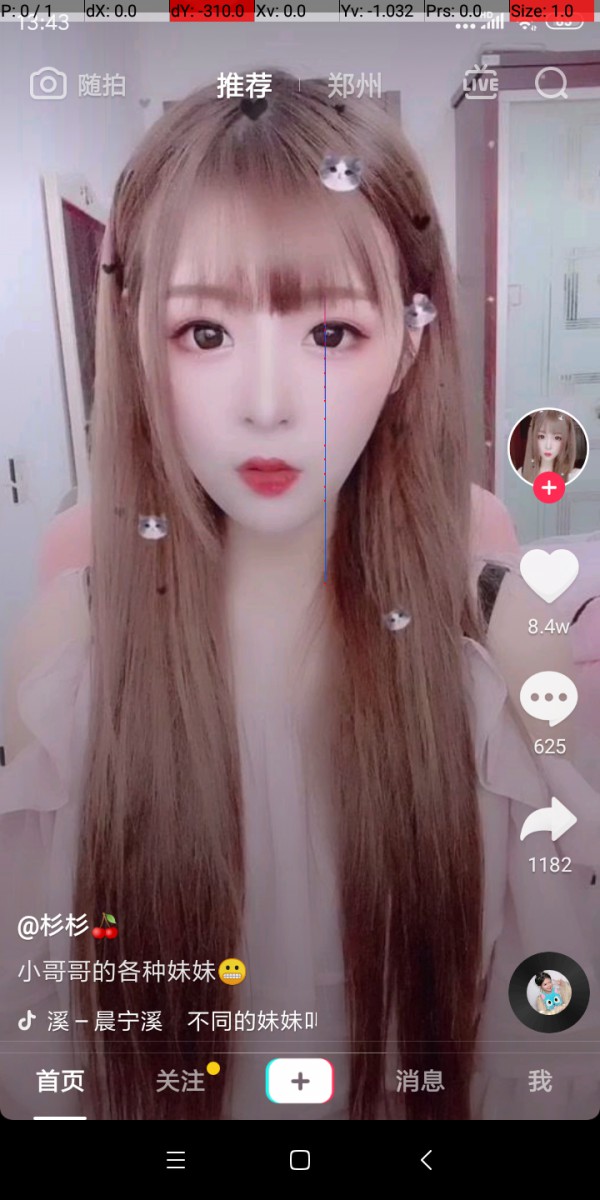 P: 0 / 1 dX: 0.0 dY: -310.0 Xv: 0.0 Yv: -1.032 Prs: 0.0 Size: 1.0
13:43
随拍 推荐 郑州 LIVE
8.4w
625
1182
@杉杉🍒
小哥哥的各种妹妹😬
溪 – 晨宁溪 不同的妹妹
首页 关注 + 消息 我